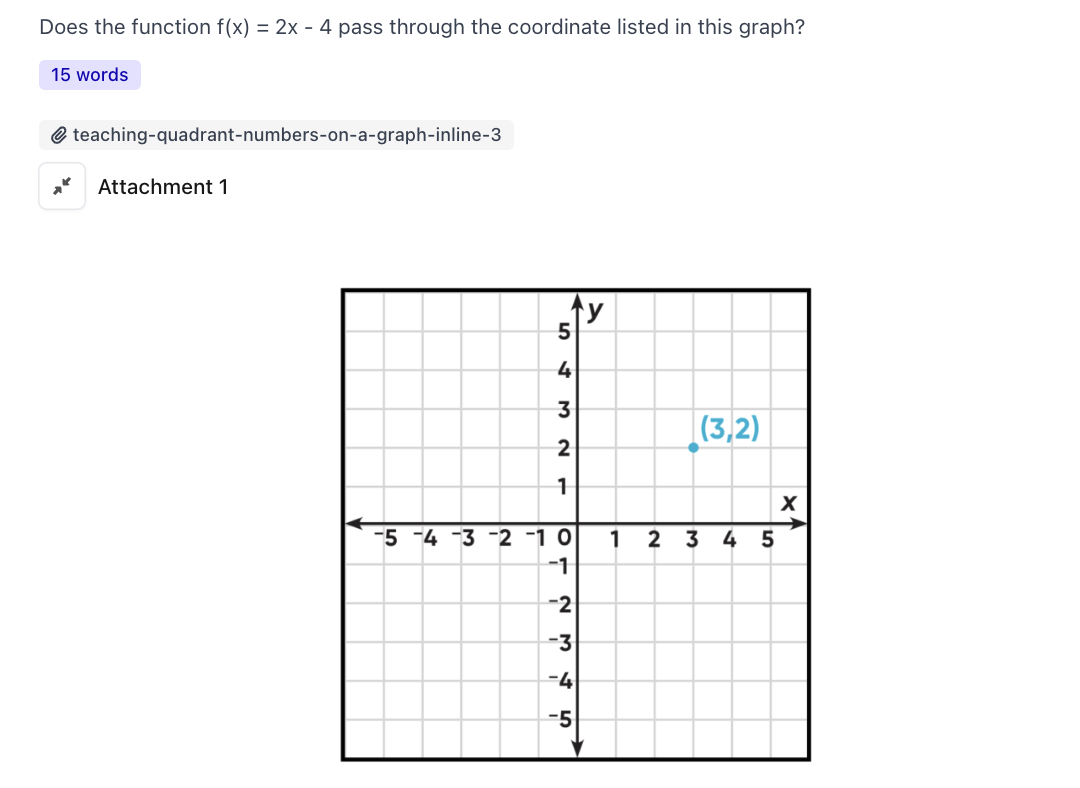 Does the function f(x) = 2x - 4 pass through the coordinate listed in this graph?
15 words
teaching-quadrant-numbers-on-a-graph-inline-3
Attachment 1
y
5
4
3
(3,2)
2
1
x
-5 -4 -3 -2 -1 0 1 2 3 4 5
-1
-2
-3
-4
-5